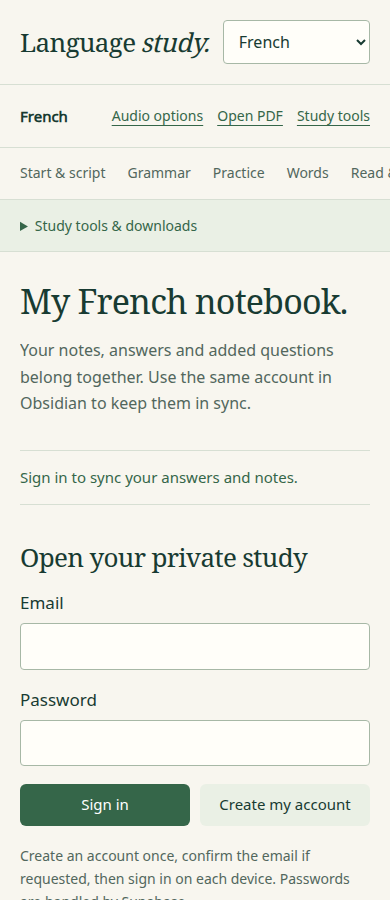 Language study.
French
French
Audio options
Open PDF
Study tools
Start & script
Grammar
Practice
Words
Read &
Study tools & downloads
My French notebook.
Your notes, answers and added questions
belong together. Use the same account in
Obsidian to keep them in sync.
Sign in to sync your answers and notes.
Open your private study
Email
Password
Sign in
Create my account
Create an account once, confirm the email if
requested, then sign in on each device. Passwords
are handled by Supabase.